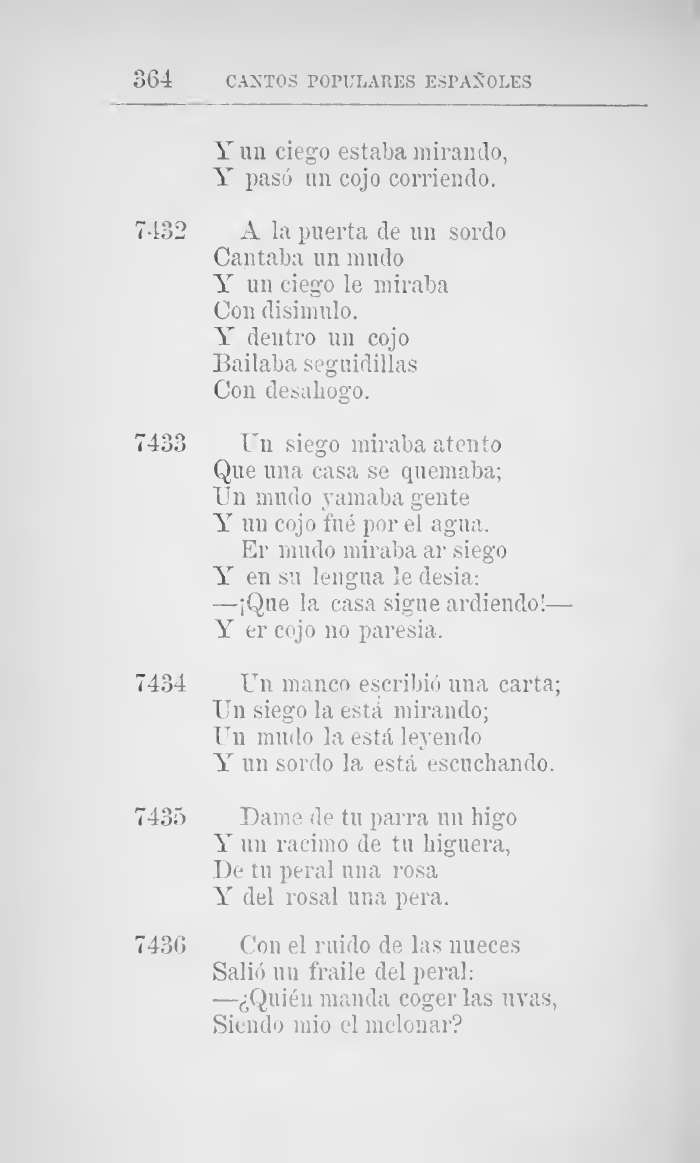 364 CANTOS POPULARES ESPAÑOLES
Y un ciego estaba mirando,
Y pasó un cojo corriendo.
7432 A la puerta de un sordo
Cantaba un mudo
Y un ciego le miraba
Con disimulo.
Y dentro un cojo
Bailaba seguidillas
Con desahogo.
7433 Un siego miraba atento
Que una casa se quemaba;
Un mudo yamaba gente
Y un cojo fué por el agua.
Er mudo miraba ar siego
Y en su lengua le desia:
—¡Que la casa sigue ardiendo!—
Y er cojo no paresia.
7434 Un manco escribió una carta;
Un siego la está mirando;
Un mudo la está leyendo
Y un sordo la está escuchando.
7435 Dame de tu parra un higo
Y un racimo de tu higuera,
De tu peral una rosa
Y del rosal una pera.
7436 Con el ruido de las nueces
Salió un fraile del peral:
—¿Quién manda coger las uvas,
Siendo mio el melonar?